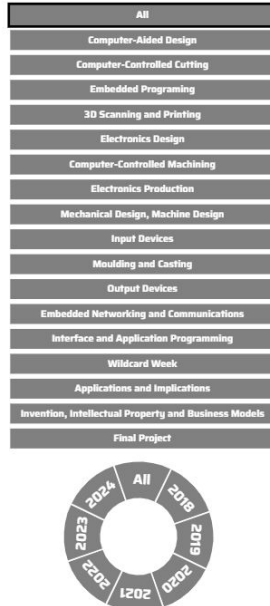 All
Computer-Aided Design
Computer-Controlled Cutting
Embedded Programing
3D Scanning and Printing
Electronics Design
Computer-Controlled Machining
Electronics Production
Mechanical Design, Machine Design
Input Devices
Moulding and Casting
Output Devices
Embedded Networking and Communications
Interface and Application Programming
Wildcard Week
Applications and Implications
Invention, Intellectual Property and Business Models
Final Project
All
2018
2019
2020
2021
2022
2023
2024